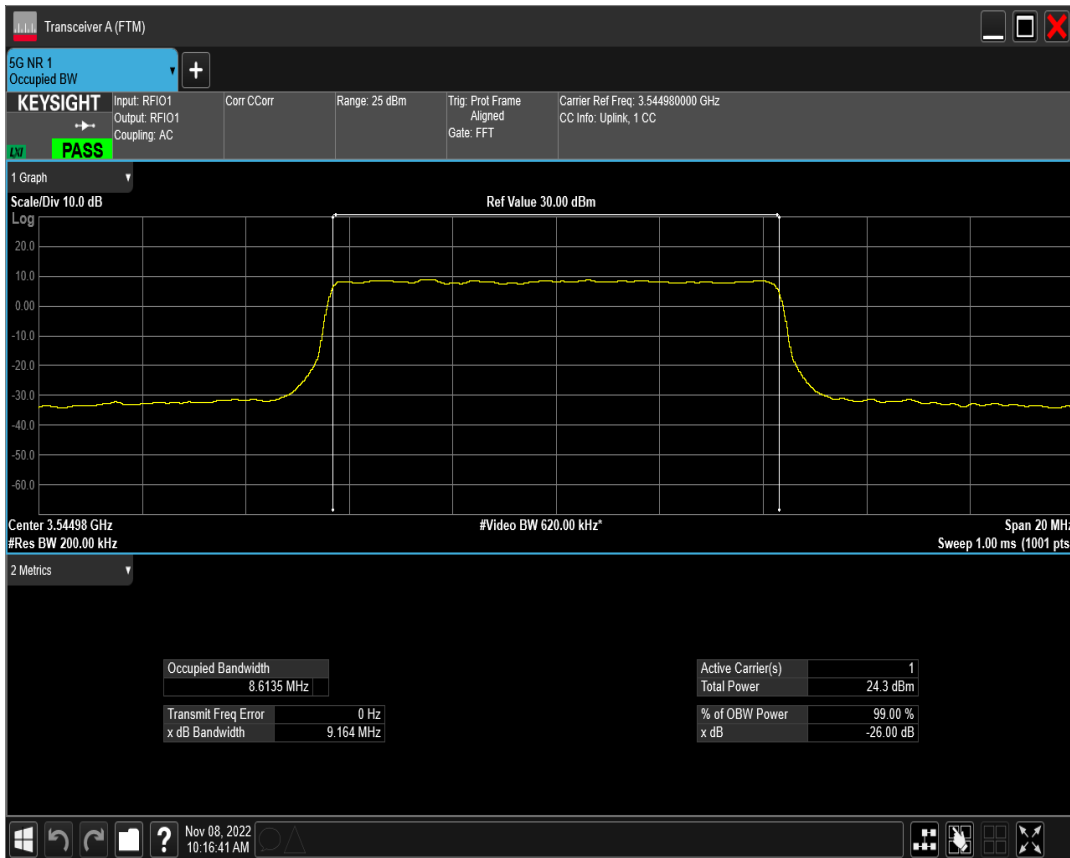 Transceiver A (FTM)
5G NR 1
Occupied BW
+
KEYSIGHT
LXI
PASS
Input: RFIO1
Output: RFIO1
Coupling: AC
Corr CCorr
Range: 25 dBm
Trig: Prot Frame
Aligned
Gate: FFT
Carrier Ref Freq: 3.544980000 GHz
CC Info: Uplink, 1 CC
1 Graph
Scale/Div 10.0 dB
Ref Value 30.00 dBm
Log
20.0
10.0
0.00
-10.0
-20.0
-30.0
-40.0
-50.0
-60.0
Center 3.54498 GHz
#Video BW 620.00 kHz*
Span 20 MHz
#Res BW 200.00 kHz
Sweep 1.00 ms (1001 pts
2 Metrics
Occupied Bandwidth
8.6135 MHz
Transmit Freq Error 0 Hz
x dB Bandwidth 9.164 MHz
Active Carrier(s) 1
Total Power 24.3 dBm
% of OBW Power 99.00 %
x dB -26.00 dB
?
Nov 08, 2022
10:16:41 AM